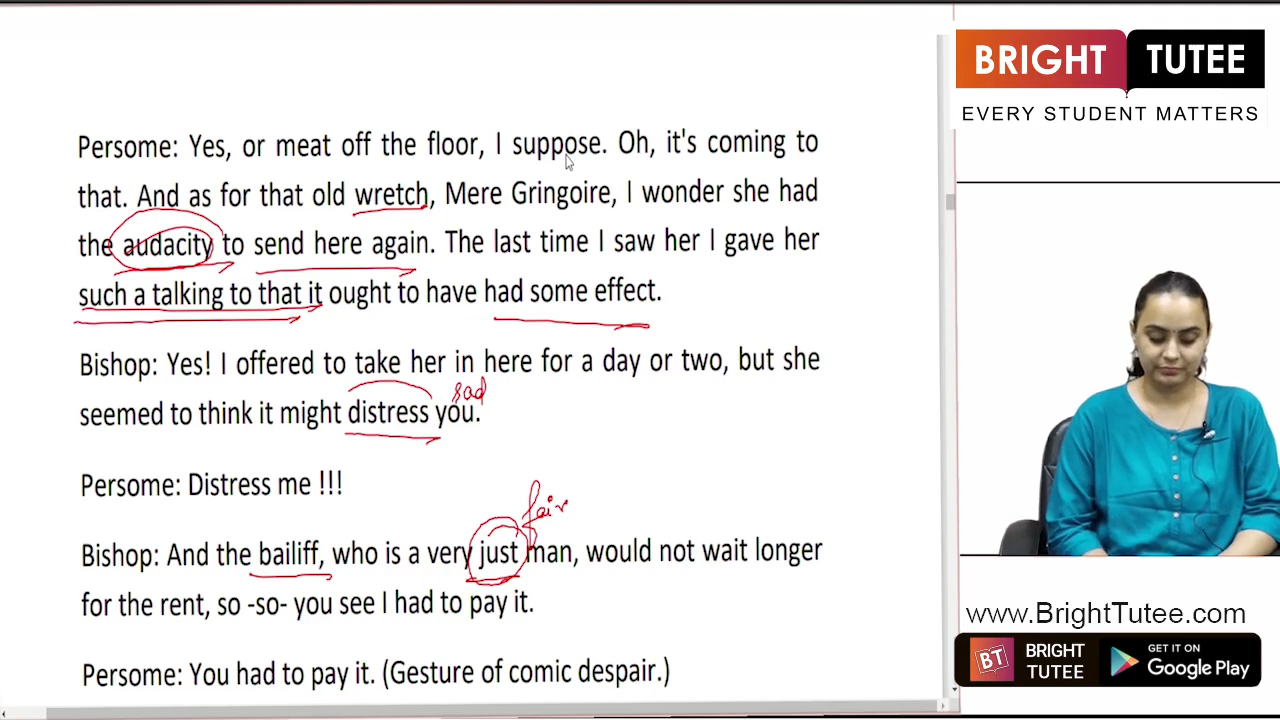 BRIGHT TUTEE
EVERY STUDENT MATTERS
Persome: Yes, or meat off the floor, I suppose. Oh, it's coming to
that. And as for that old wretch, Mere Gringoire, I wonder she had
the audacity to send here again. The last time I saw her I gave her
such a talking to that it ought to have had some effect.
Bishop: Yes! I offered to take her in here for a day or two, but she
sad
seemed to think it might distress you.
Persome: Distress me !!!
fair
Bishop: And the bailiff, who is a very just man, would not wait longer
for the rent, so -so- you see I had to pay it.
Persome: You had to pay it. (Gesture of comic despair.)
www.BrightTutee.com
BT BRIGHT TUTEE
GET IT ON
Google Play